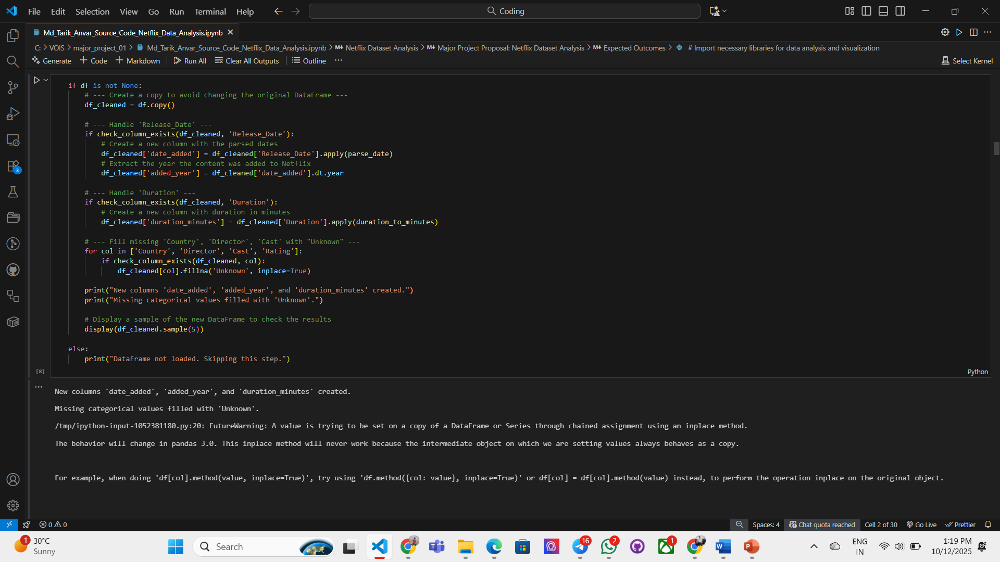 File Edit Selection View Go Run Terminal Help
Coding
Md_Tarik_Anvar_Source_Code_Netflix_Data_Analysis.ipynb
C: > VOIS > major_project_01 > Md_Tarik_Anvar_Source_Code_Netflix_Data_Analysis.ipynb > M↓ Netflix Dataset Analysis > M↓ Major Project Proposal: Netflix Dataset Analysis > M↓ Expected Outcomes > # Import necessary libraries for data analysis and visualization
Generate + Code + Markdown | Run All Clear All Outputs | Outline ...
Select Kernel
if df is not None:
    # --- Create a copy to avoid changing the original DataFrame ---
    df_cleaned = df.copy()
    # --- Handle 'Release_Date' ---
    if check_column_exists(df_cleaned, 'Release_Date'):
        # Create a new column with the parsed dates
        df_cleaned['date_added'] = df_cleaned['Release_Date'].apply(parse_date)
        # Extract the year the content was added to Netflix
        df_cleaned['added_year'] = df_cleaned['date_added'].dt.year
    # --- Handle 'Duration' ---
    if check_column_exists(df_cleaned, 'Duration'):
        # Create a new column with duration in minutes
        df_cleaned['duration_minutes'] = df_cleaned['Duration'].apply(duration_to_minutes)
    # --- Fill missing 'Country', 'Director', 'Cast' with "Unknown" ---
    for col in ['Country', 'Director', 'Cast', 'Rating']:
        if check_column_exists(df_cleaned, col):
            df_cleaned[col].fillna('Unknown', inplace=True)
    print("New columns 'date_added', 'added_year', and 'duration_minutes' created.")
    print("Missing categorical values filled with 'Unknown'.")
    # Display a sample of the new DataFrame to check the results
    display(df_cleaned.sample(5))
else:
    print("DataFrame not loaded. Skipping this step.")
[8]
Python
New columns 'date_added', 'added_year', and 'duration_minutes' created.
Missing categorical values filled with 'Unknown'.
/tmp/ipython-input-1052381180.py:20: FutureWarning: A value is trying to be set on a copy of a DataFrame or Series through chained assignment using an inplace method.
The behavior will change in pandas 3.0. This inplace method will never work because the intermediate object on which we are setting values always behaves as a copy.
For example, when doing 'df[col].method(value, inplace=True)', try using 'df.method({col: value}, inplace=True)' or df[col] = df[col].method(value) instead, to perform the operation inplace on the original object.
3
0 0
Spaces: 4 Chat quota reached Cell 2 of 30 Go Live Prettier
1
30°C
Sunny
Search
16
2
1
ENG
IN
1:19 PM
10/12/2025